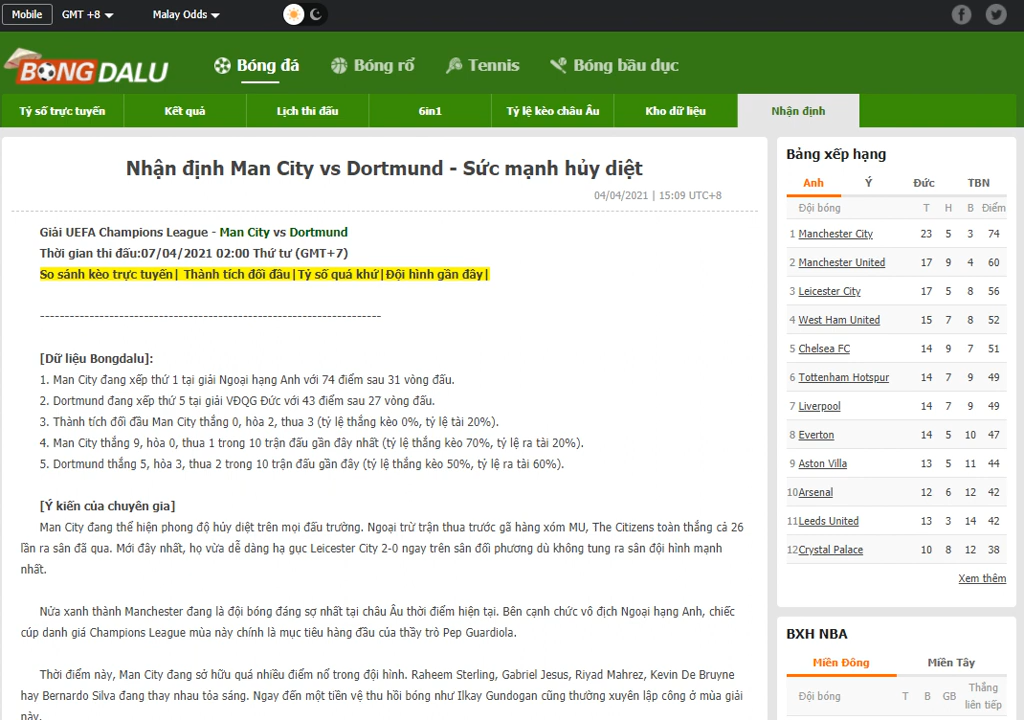 Mobile GMT +8 Malay Odds
BONG DALU
Bóng đá Bóng rổ Tennis Bóng bầu dục
Tỷ số trực tuyến Kết quả Lịch thi đấu 6in1 Tỷ lệ kèo châu Âu Kho dữ liệu Nhận định
Nhận định Man City vs Dortmund - Sức mạnh hủy diệt
04/04/2021 | 15:09 UTC+8
Giải UEFA Champions League - Man City vs Dortmund
Thời gian thi đấu:07/04/2021 02:00 Thứ tư (GMT+7)
So sánh kèo trực tuyến| Thành tích đối đầu|Tỷ số quá khứ|Đội hình gần đây|
--------------------------------------------------------------------
[Dữ liệu Bongdalu]:
1. Man City đang xếp thứ 1 tại giải Ngoại hạng Anh với 74 điểm sau 31 vòng đấu.
2. Dortmund đang xếp thứ 5 tại giải VĐQG Đức với 43 điểm sau 27 vòng đấu.
3. Thành tích đối đầu Man City thắng 0, hòa 2, thua 3 (tỷ lệ thắng kèo 0%, tỷ lệ tài 20%).
4. Man City thắng 9, hòa 0, thua 1 trong 10 trận đấu gần đây nhất (tỷ lệ thắng kèo 70%, tỷ lệ ra tài 20%).
5. Dortmund thắng 5, hòa 3, thua 2 trong 10 trận đấu gần đây (tỷ lệ thắng kèo 50%, tỷ lệ ra tài 60%).
[Ý kiến của chuyên gia]
Man City đang thể hiện phong độ hủy diệt trên mọi đấu trường. Ngoại trừ trận thua trước gã hàng xóm MU, The Citizens toàn thắng cả 26
lần ra sân đã qua. Mới đây nhất, họ vừa dễ dàng hạ gục Leicester City 2-0 ngay trên sân đối phương dù không tung ra sân đội hình mạnh
nhất.
Nửa xanh thành Manchester đang là đội bóng đáng sợ nhất tại châu Âu thời điểm hiện tại. Bên cạnh chức vô địch Ngoại hạng Anh, chiếc
cúp danh giá Champions League mùa này chính là mục tiêu hàng đầu của thầy trò Pep Guardiola.
Thời điểm này, Man City đang sở hữu quá nhiều điểm nổ trong đội hình. Raheem Sterling, Gabriel Jesus, Riyad Mahrez, Kevin De Bruyne
hay Bernardo Silva đang thay nhau tỏa sáng. Ngay đến một tiền vệ thu hồi bóng như Ilkay Gundogan cũng thường xuyên lập công ở mùa giải
này.
Bảng xếp hạng
Anh Ý Đức TBN
Đội bóng T H B Điểm
1 Manchester City 23 5 3 74
2 Manchester United 17 9 4 60
3 Leicester City 17 5 8 56
4 West Ham United 15 7 8 52
5 Chelsea FC 14 9 7 51
6 Tottenham Hotspur 14 7 9 49
7 Liverpool 14 7 9 49
8 Everton 14 5 10 47
9 Aston Villa 13 5 11 44
10 Arsenal 12 6 12 42
11 Leeds United 13 3 14 42
12 Crystal Palace 10 8 12 38
Xem thêm
BXH NBA
Miền Đông Miền Tây
Đội bóng T B GB Thắng
liên tiếp